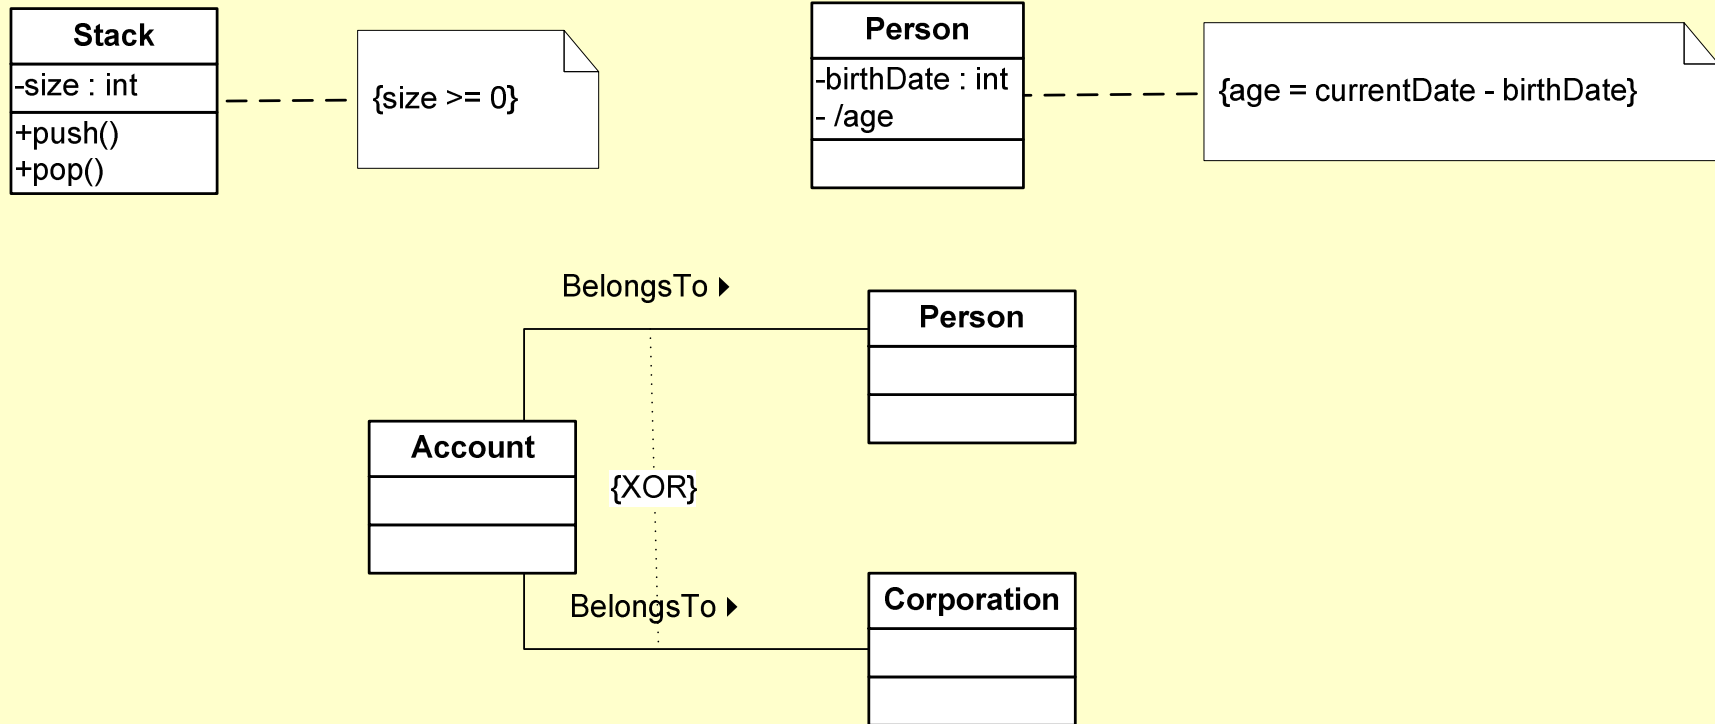 Stack
-size : int
+push()
+pop()
{size >= 0}
Person
-birthDate : int
- /age
{age = currentDate - birthDate}
BelongsTo
Person
Account
{XOR}
BelongsTo
Corporation